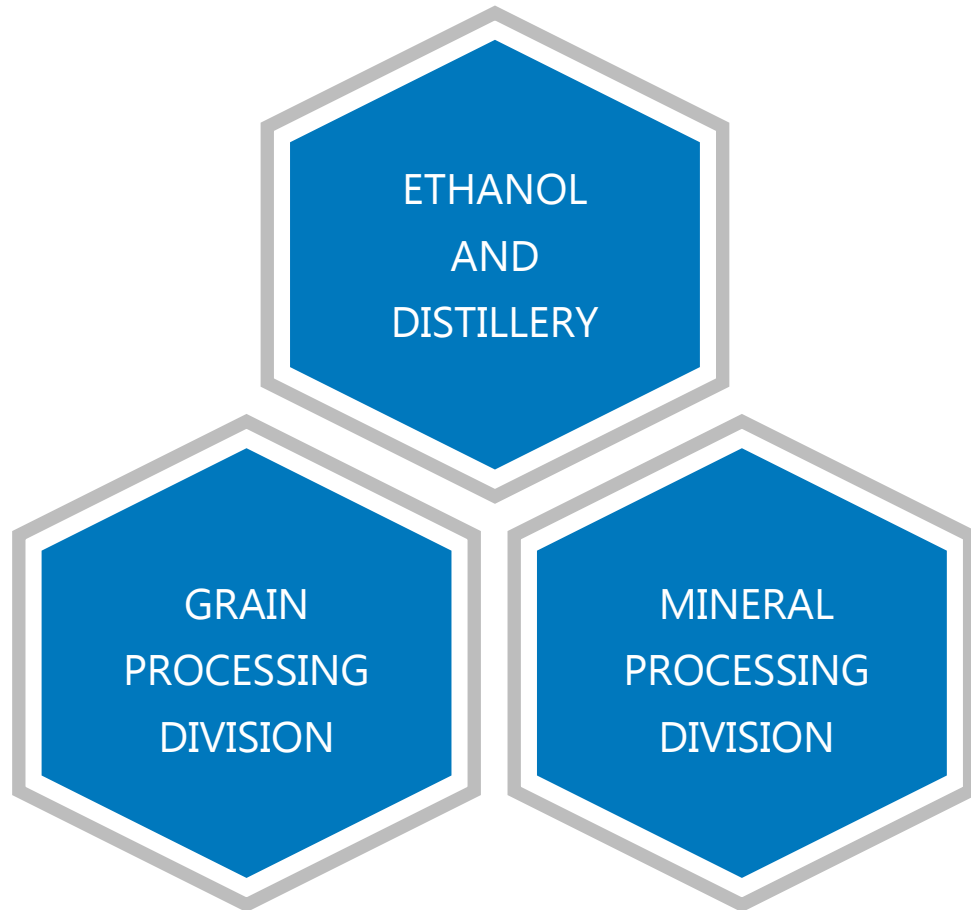 ETHANOL
AND
DISTILLERY
GRAIN
PROCESSING
DIVISION
MINERAL
PROCESSING
DIVISION